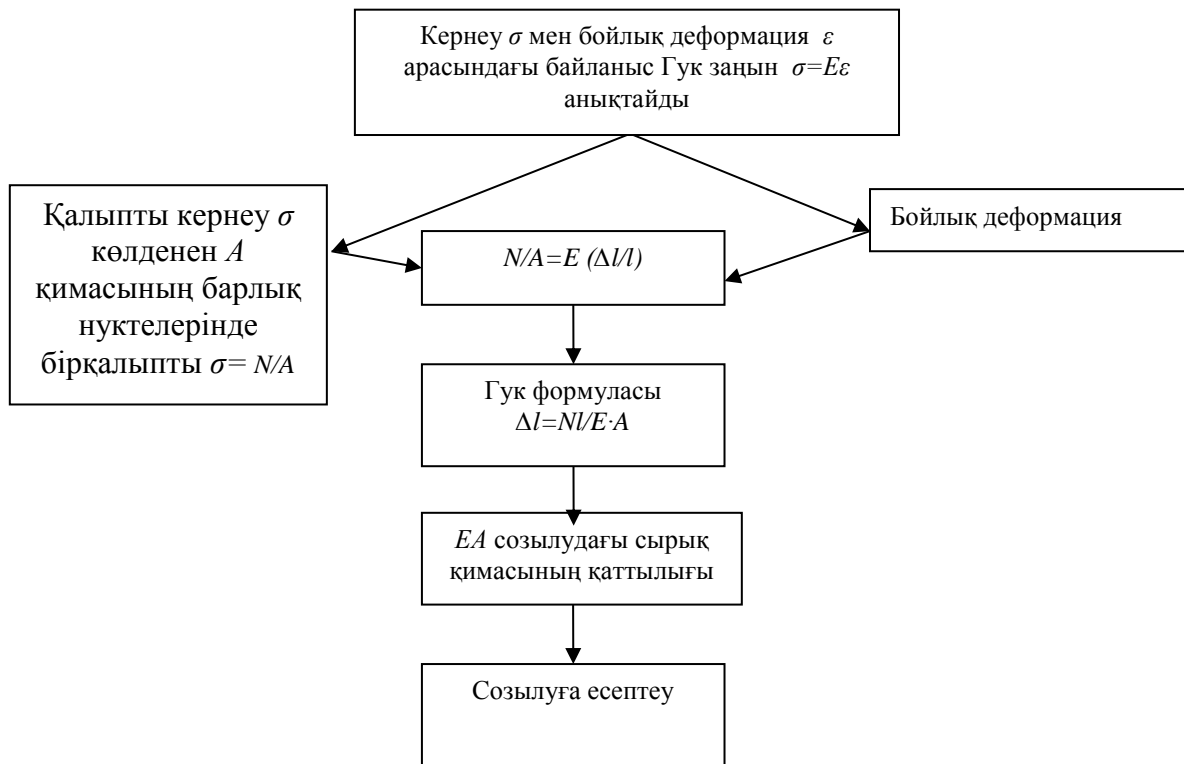 Кернеу σ мен бойлық деформация ε
арасындағы байланыс Гук заңын σ=Eε
анықтайды
Қалыпты кернеу σ
көлденен A
қимасының барлық
нуктелерінде
бірқалыпты σ= N/A
N/A=E (Δl/l)
Бойлық деформация
Гук формуласы
Δl=Nl/E·A
EA созылудағы сырық
қимасының қаттылығы
Созылуға есептеу